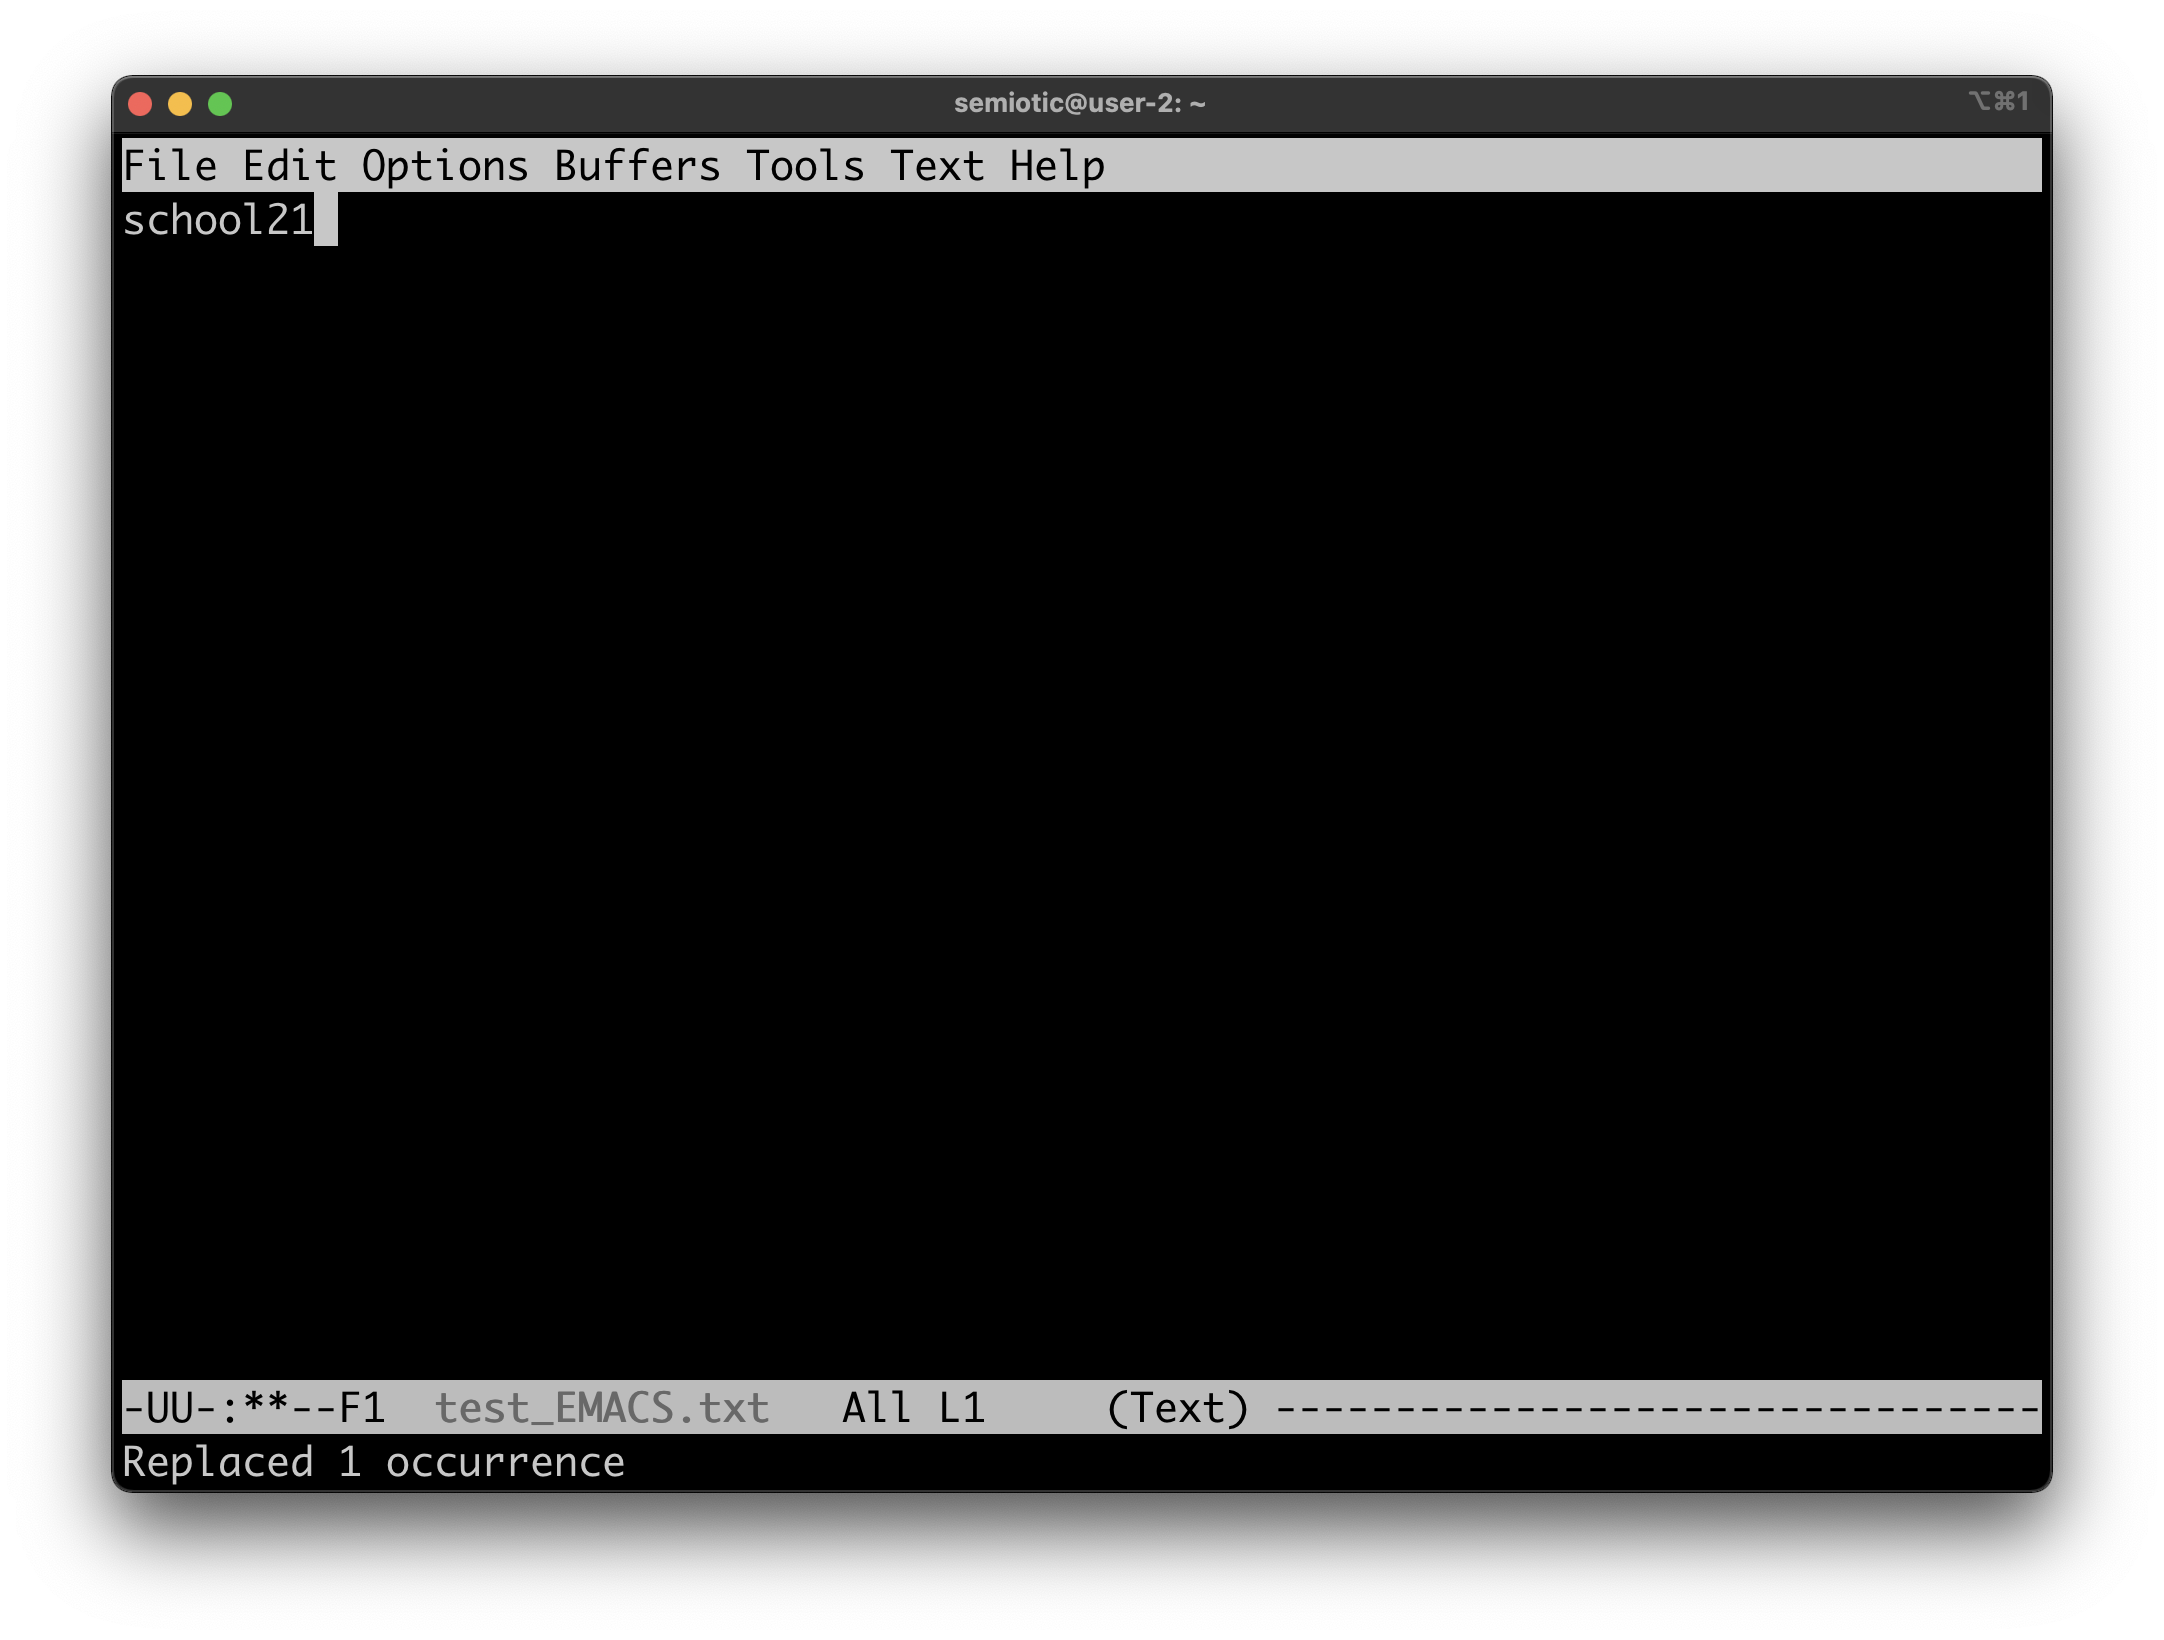 semiotic@user-2: ~ ⌥⌘1
File Edit Options Buffers Tools Text Help
school21
-UU-:**--F1  test_EMACS.txt   All L1     (Text) --------------------------------
Replaced 1 occurrence